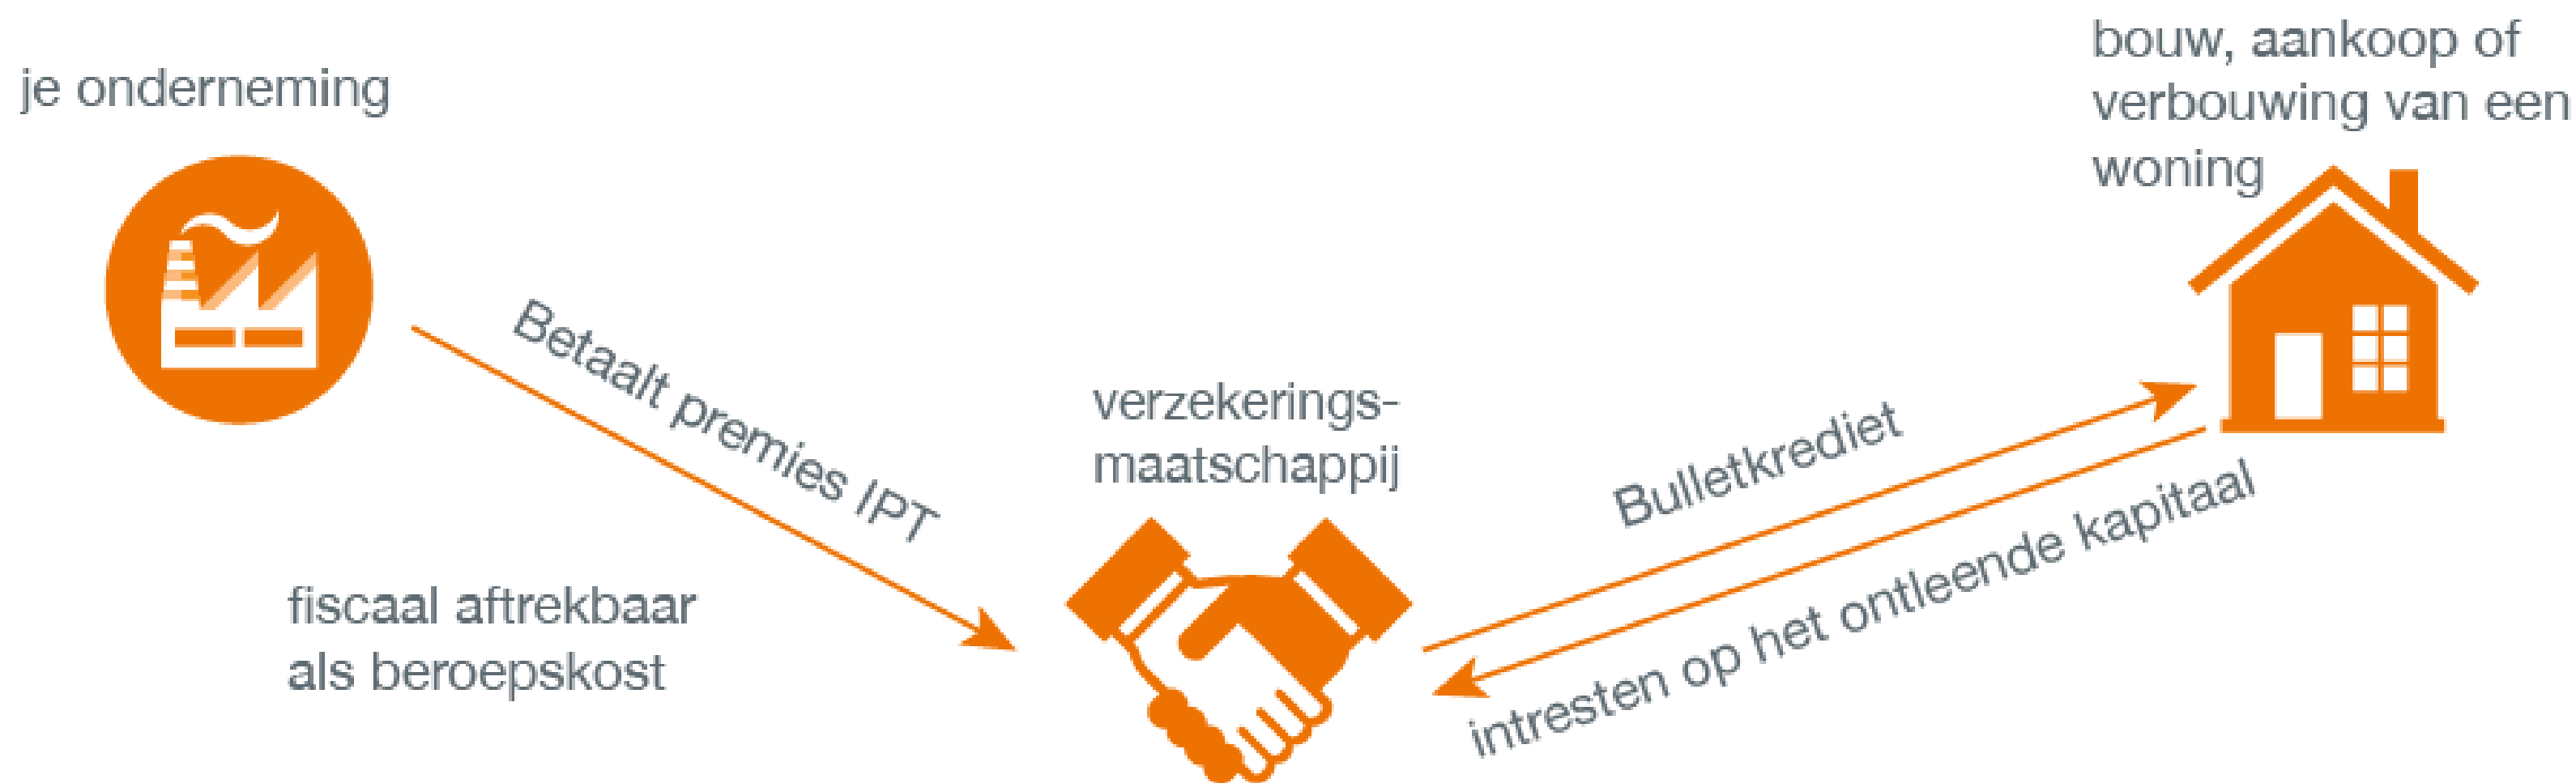 je onderneming
Betaalt premies IPT
fiscaal aftrekbaar
als beroepskost
verzekerings-
maatschappij
Bulletkrediet
intresten op het ontleende kapitaal
bouw, aankoop of
verbouwing van een
woning